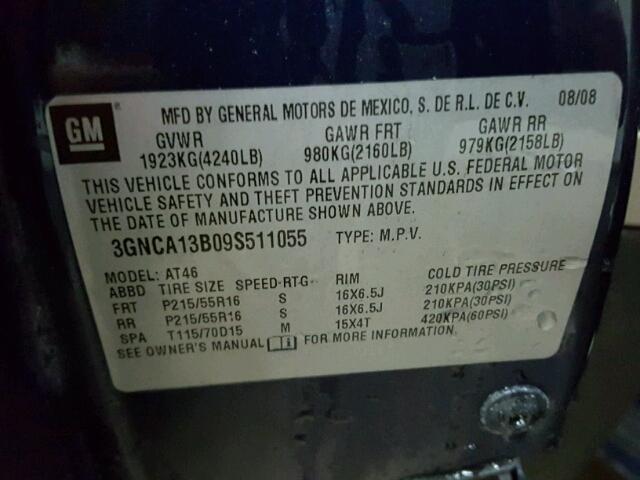 GM
MFD BY GENERAL MOTORS DE MEXICO, S. DE R.L. DE C.V. 08/08
GVWR GAWR FRT GAWR RR
1923KG(4240LB) 980KG(2160LB) 979KG(2158LB)
THIS VEHICLE CONFORMS TO ALL APPLICABLE U.S. FEDERAL MOTOR
VEHICLE SAFETY AND THEFT PREVENTION STANDARDS IN EFFECT ON
THE DATE OF MANUFACTURE SHOWN ABOVE.
3GNCA13B09S511055 TYPE: M.P.V.
MODEL: AT46
ABBD TIRE SIZE SPEED-RTG RIM COLD TIRE PRESSURE
FRT P215/55R16 S 16X6.5J 210KPA(30PSI)
RR P215/55R16 S 16X6.5J 210KPA(30PSI)
SPA T115/70D15 M 15X4T 420KPA(60PSI)
SEE OWNER'S MANUAL FOR MORE INFORMATION.